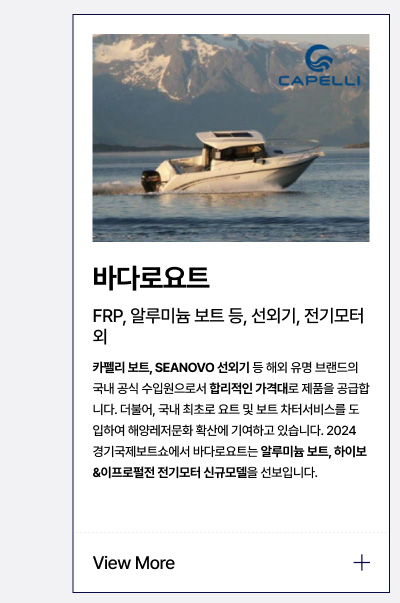 CAPELLI
바다로요트
FRP, 알루미늄 보트 등, 선외기, 전기모터
외
카펠리 보트, SEANOVO 선외기 등 해외 유명 브랜드의
국내 공식 수입원으로서 합리적인 가격대로 제품을 공급합
니다. 더불어, 국내 최초로 요트 및 보트 차터서비스를 도
입하여 해양레저문화 확산에 기여하고 있습니다. 2024
경기국제보트쇼에서 바다로요트는 알루미늄 보트, 하이보
&이프로펄전 전기모터 신규모델을 선보입니다.
View More